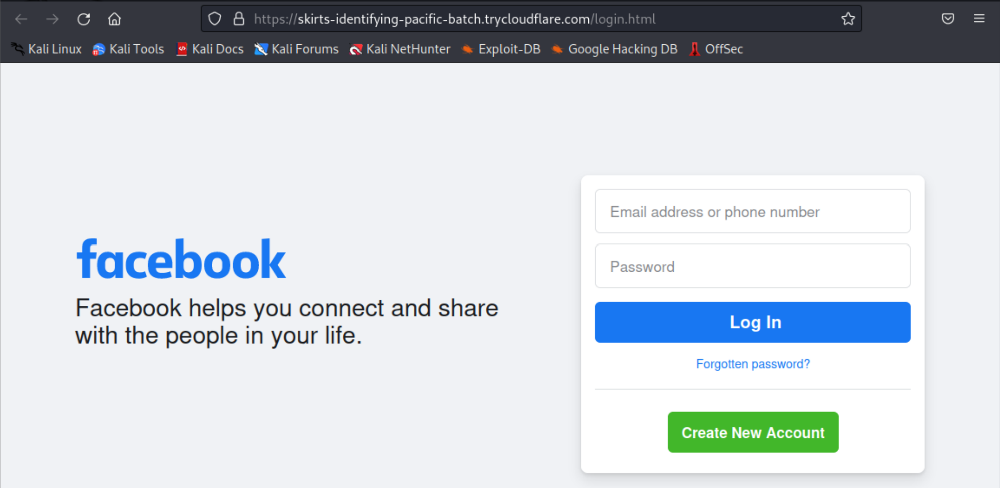 https://skirts-identifying-pacific-batch.trycloudflare.com/login.html
Kali Linux Kali Tools Kali Docs Kali Forums Kali NetHunter Exploit-DB Google Hacking DB OffSec
facebook
Facebook helps you connect and share
with the people in your life.
Email address or phone number
Password
Log In
Forgotten password?
Create New Account